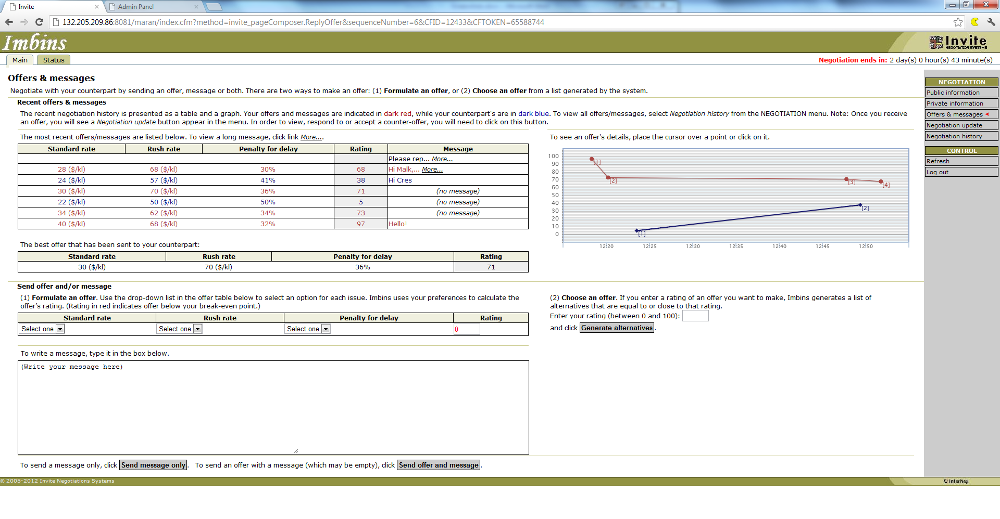 Invite
Admin Panel
132.205.209.86:8081/maran/index.cfm?method=invite_pageComposer.ReplyOffer&sequenceNumber=6&CFID=12433&CFTOKEN=65588744
Imbins
Invite
NEGOTIATION SYSTEMS
Main Status
Negotiation ends in: 2 day(s) 0 hour(s) 43 minute(s)
Offers & messages
Negotiate with your counterpart by sending an offer, message or both. There are two ways to make an offer: (1) Formulate an offer, or (2) Choose an offer from a list generated by the system.
Recent offers & messages
The recent negotiation history is presented as a table and a graph. Your offers and messages are indicated in dark red, while your counterpart's are in dark blue. To view all offers/messages, select Negotiation history from the NEGOTIATION menu. Note: Once you receive
an offer, you will see a Negotiation update button appear in the menu. In order to view, respond to or accept a counter-offer, you will need to click on this button.
The most recent offers/messages are listed below. To view a long message, click link More....
Standard rate Rush rate Penalty for delay Rating Message
Please rep... More...
28 ($/kl) 68 ($/kl) 30% 68 Hi Malk,... More...
24 ($/kl) 57 ($/kl) 41% 38 Hi Cres
30 ($/kl) 70 ($/kl) 36% 71 (no message)
22 ($/kl) 50 ($/kl) 50% 5 (no message)
34 ($/kl) 62 ($/kl) 34% 73 (no message)
40 ($/kl) 68 ($/kl) 32% 97 Hello!
The best offer that has been sent to your counterpart:
Standard rate Rush rate Penalty for delay Rating
30 ($/kl) 70 ($/kl) 36% 71
To see an offer's details, place the cursor over a point or click on it.
100
90
80
70
60
50
40
30
20
10
0
[1]
[2]
[3]
[4]
[2]
[1]
12:20 12:25 12:30 12:35 12:40 12:45 12:50
Send offer and/or message
(1) Formulate an offer. Use the drop-down list in the offer table below to select an option for each issue. Imbins uses your preferences to calculate the
offer's rating. (Rating in red indicates offer below your break-even point.)
Standard rate Rush rate Penalty for delay Rating
Select one Select one Select one 0
(2) Choose an offer. If you enter a rating of an offer you want to make, Imbins generates a list of
alternatives that are equal to or close to that rating.
Enter your rating (between 0 and 100):
and click Generate alternatives.
To write a message, type it in the box below.
(Write your message here)
To send a message only, click Send message only. To send an offer with a message (which may be empty), click Send offer and message.
NEGOTIATION
Public information
Private information
Offers & messages
Negotiation update
Negotiation history
CONTROL
Refresh
Log out
© 2005-2012 Invite Negotiations Systems
InterNeg